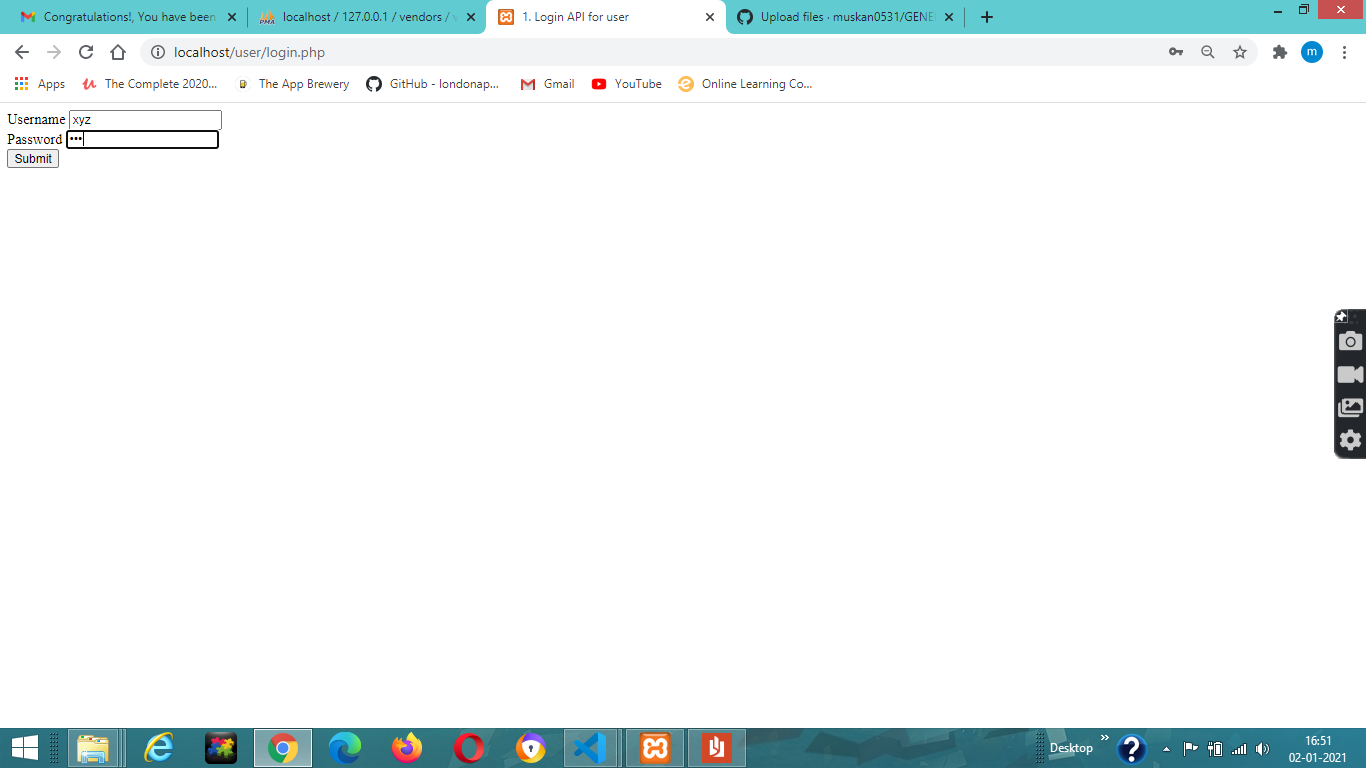 Congratulations!, You have been
localhost / 127.0.0.1 / vendors / v
1. Login API for user
Upload files · muskan0531/GENE
localhost/user/login.php
m
Apps
The Complete 2020...
The App Brewery
GitHub - londonap...
Gmail
YouTube
Online Learning Co...
Username xyz
Password •••
Submit
Desktop
16:51
02-01-2021